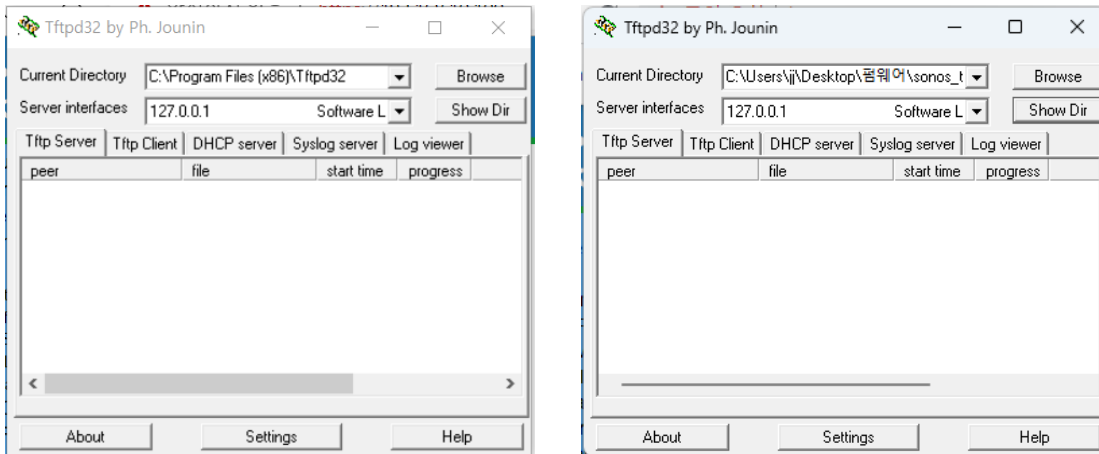 Tftpd32 by Ph. Jounin
Current Directory C:\Program Files (x86)\Tftpd32 Browse
Server interfaces 127.0.0.1 Software L Show Dir
Tftp Server Tftp Client DHCP server Syslog server Log viewer
peer file start time progress
About Settings Help
Tftpd32 by Ph. Jounin
Current Directory C:\Users\jj\Desktop\펌웨어\sonos_t Browse
Server interfaces 127.0.0.1 Software L Show Dir
Tftp Server Tftp Client DHCP server Syslog server Log viewer
peer file start time progress
About Settings Help